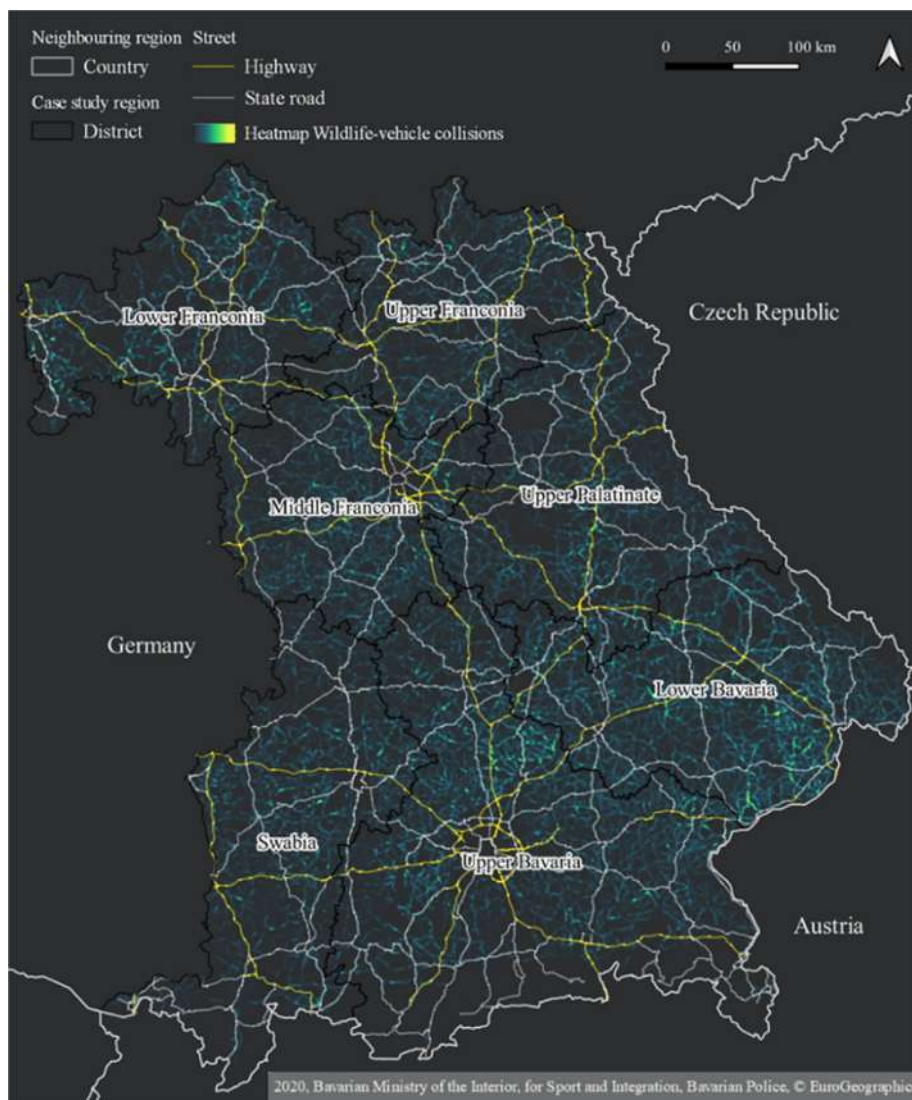 Neighbouring region
Country
Case study region
District
Street
Highway
State road
Heatmap Wildlife-vehicle collisions
0 50 100 km
Czech Republic
Lower Franconia
Upper Franconia
Middle Franconia
Upper Palatinate
Germany
Lower Bavaria
Swabia
Upper Bavaria
Austria
2020, Bavarian Ministry of the Interior, for Sport and Integration, Bavarian Police, © EuroGeographic